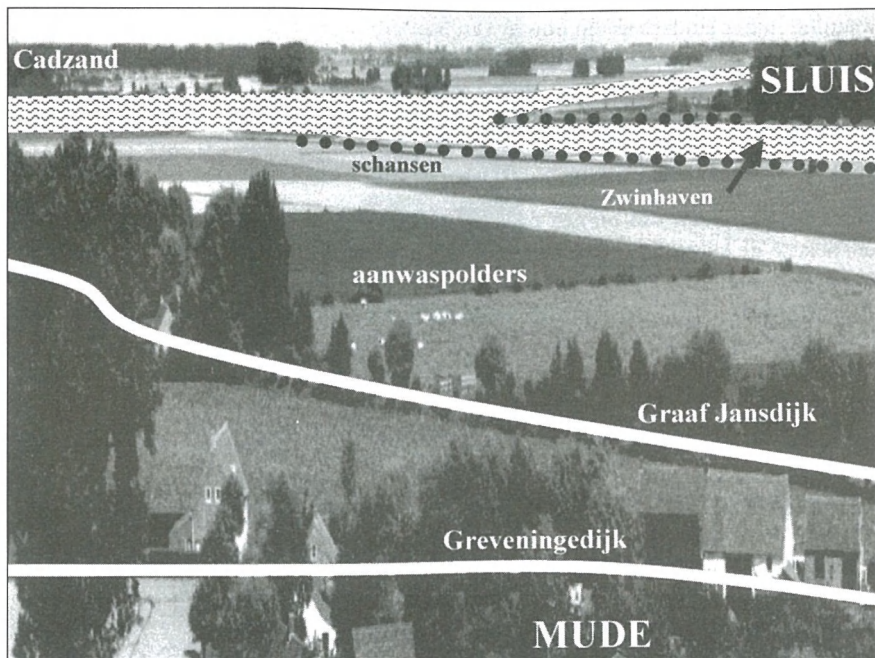 Cadzand
SLUIS
schansen
Zwinhaven
aanwaspolders
Graaf Jansdijk
Greveningedijk
MUDE